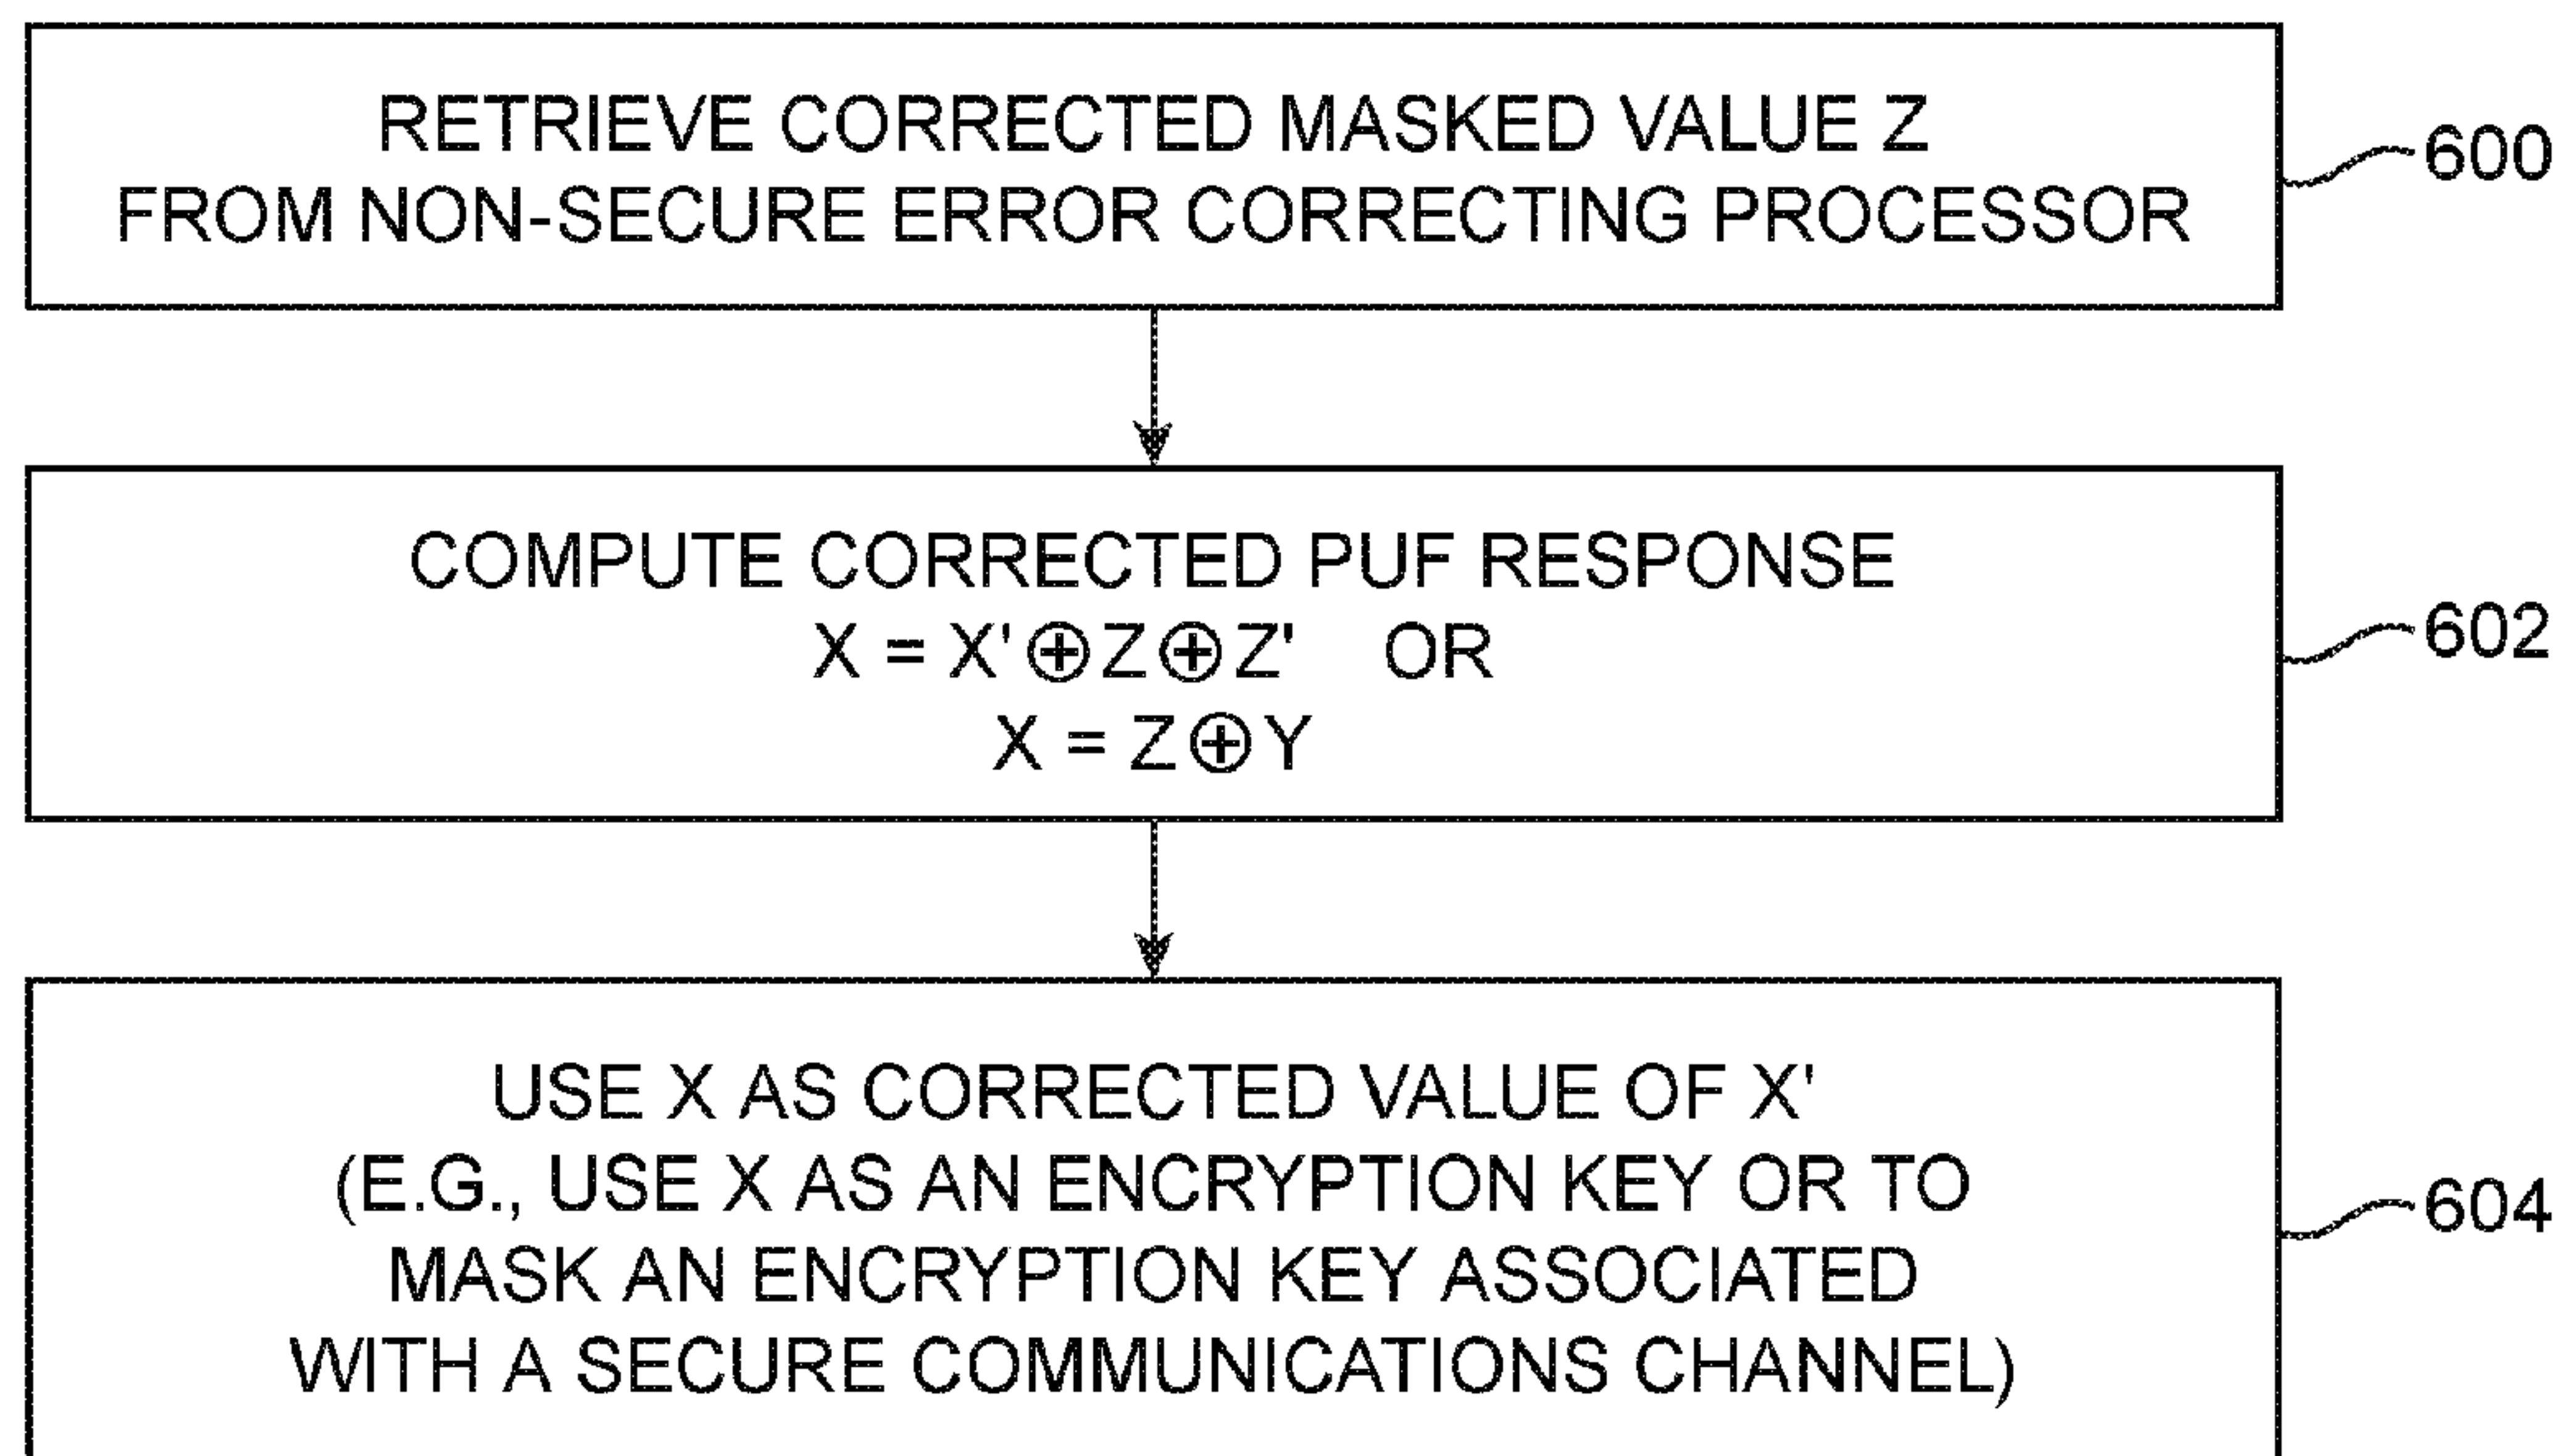 RETRIEVE CORRECTED MASKED VALUE Z
FROM NON-SECURE ERROR CORRECTING PROCESSOR
600
COMPUTE CORRECTED PUF RESPONSE
X = X'⊕Z⊕Z' OR
X = Z⊕Y
602
USE X AS CORRECTED VALUE OF X'
(E.G., USE X AS AN ENCRYPTION KEY OR TO
MASK AN ENCRYPTION KEY ASSOCIATED
WITH A SECURE COMMUNICATIONS CHANNEL)
604